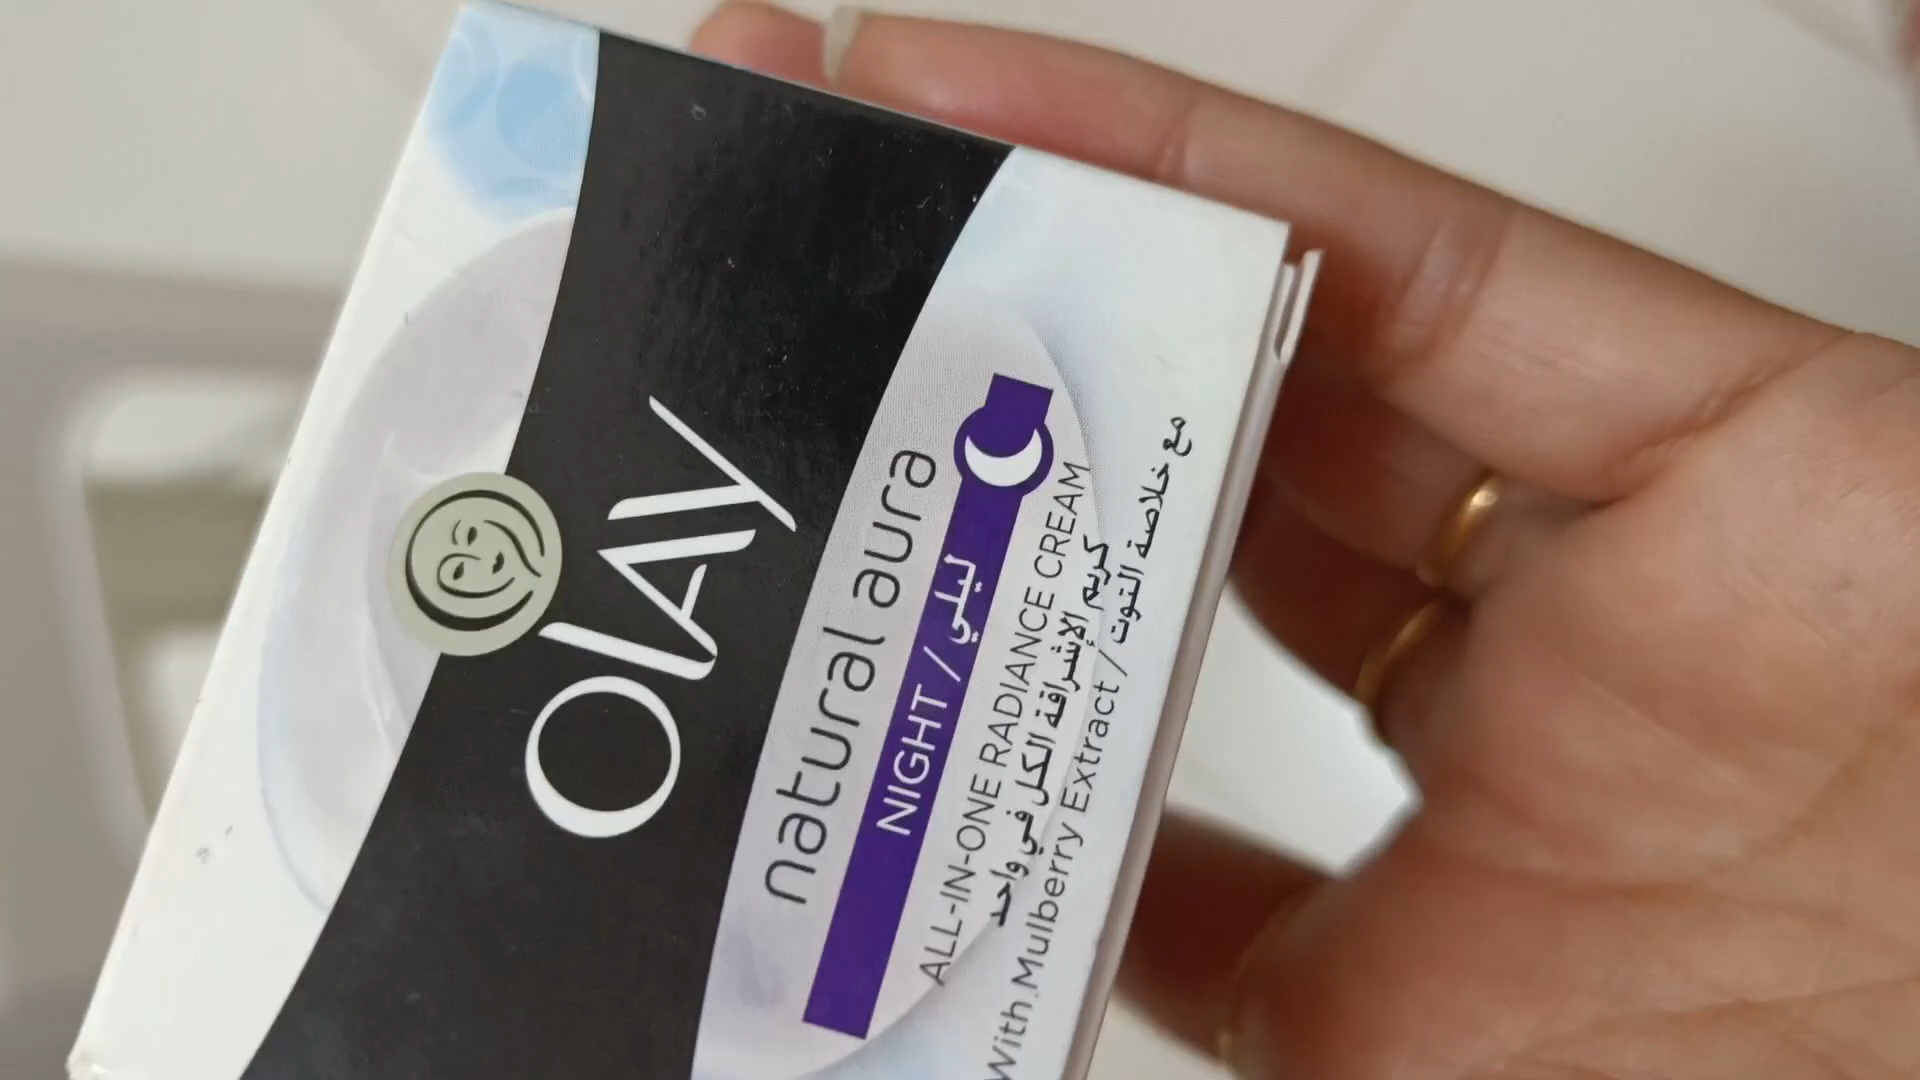 OLAY
natural aura
NIGHT / ليلي
ALL-IN-ONE RADIANCE CREAM
كريم الإشراقة الكل في واحد
With Mulberry Extract / مع خلاصة التوت